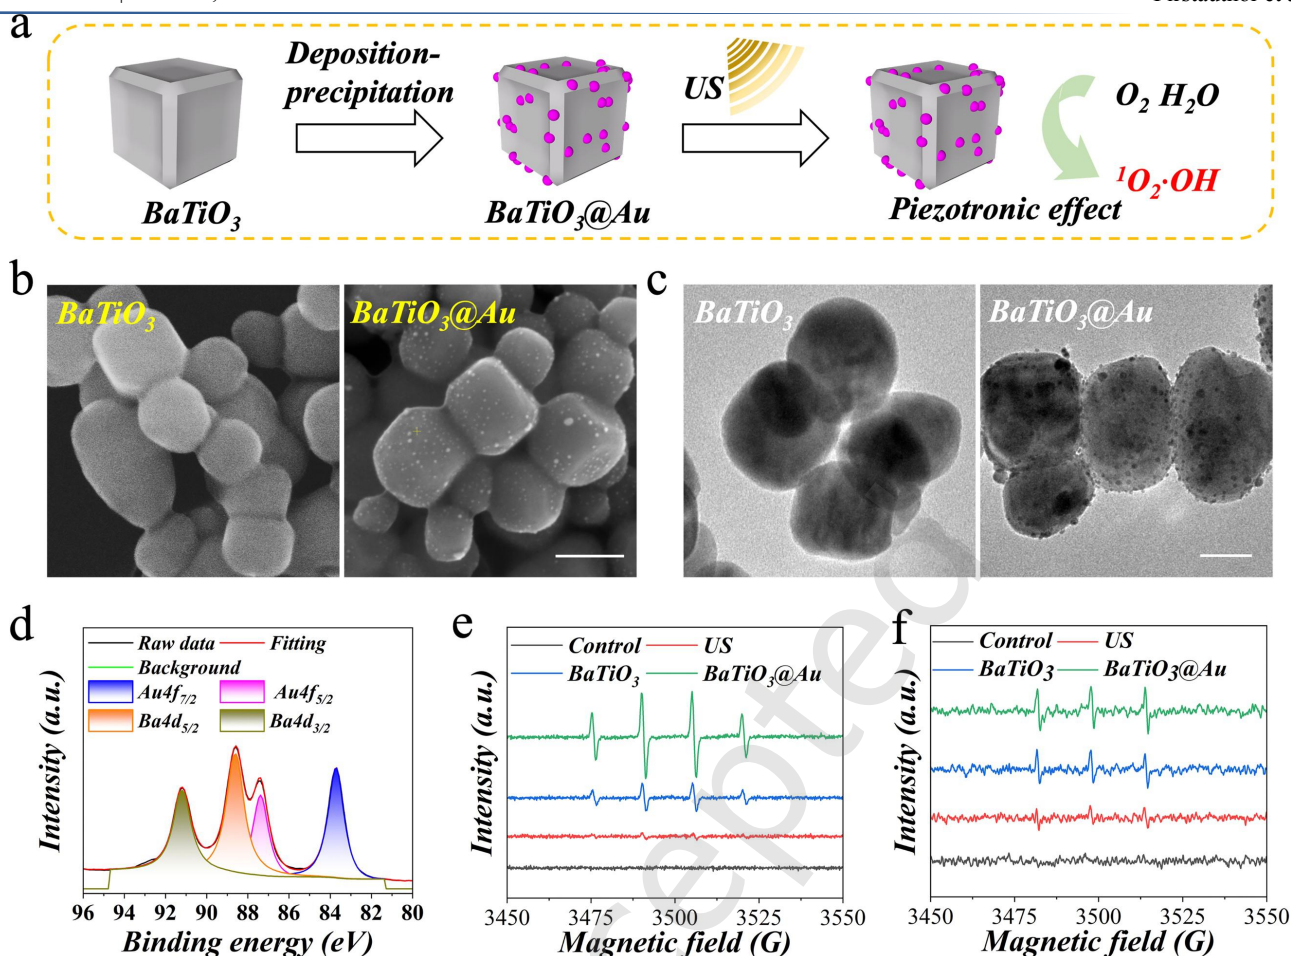 a
Deposition-
precipitation
US
O₂ H₂O
¹O₂·OH
BaTiO₃
BaTiO₃@Au
Piezotronic effect
b
BaTiO₃
BaTiO₃@Au
c
BaTiO₃
BaTiO₃@Au
d
Raw data
Fitting
Background
Au4f₇/₂
Au4f₅/₂
Ba4d₅/₂
Ba4d₃/₂
Intensity (a.u.)
96 94 92 90 88 86 84 82 80
Binding energy (eV)
e
Control
US
BaTiO₃
BaTiO₃@Au
Intensity (a.u.)
3450 3475 3500 3525 3550
Magnetic field (G)
f
Control
US
BaTiO3
BaTiO3@Au
Intensity (a.u.)
3450 3475 3500 3525 3550
Magnetic field (G)